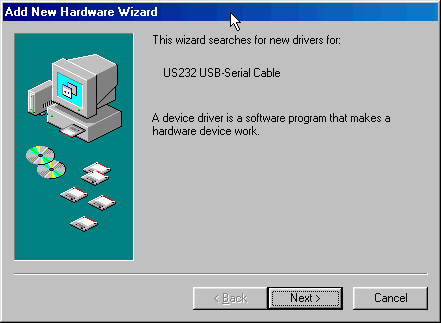 Add New Hardware Wizard
This wizard searches for new drivers for:
US232 USB-Serial Cable
A device driver is a software program that makes a
hardware device work.
< Back
Next >
Cancel